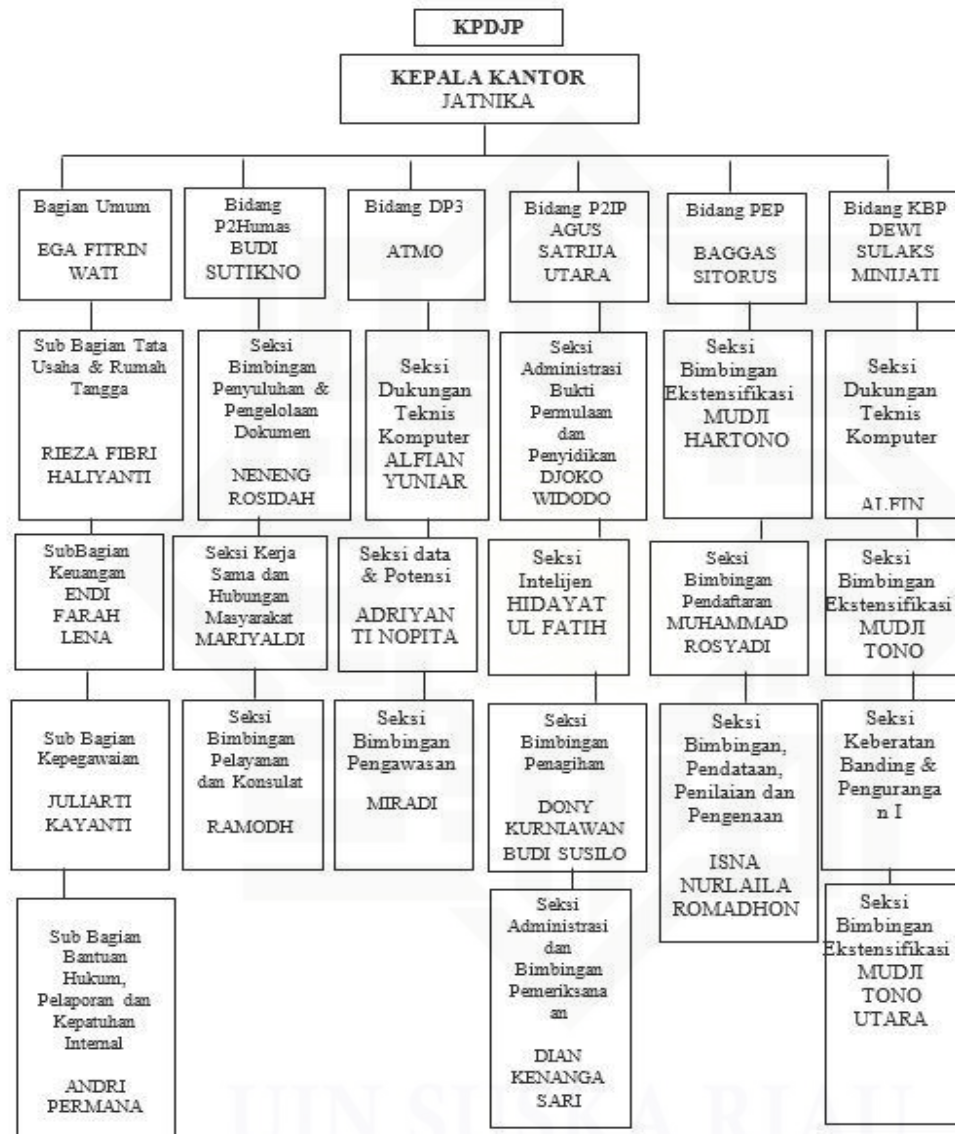 KPDJP
KEPALA KANTOR
JATNIKA
Bagian Umum
EGA FITRIN
WATI
Bidang
P2Humas
BUDI
SUTIKNO
Bidang DP3
ATMO
Bidang P2IP
AGUS
SATRIJA
UTARA
Bidang PEP
BAGGAS
SITORUS
Bidang KBP
DEWI
SULAKS
MINIJATI
Sub Bagian Tata
Usaha & Rumah
Tangga
RIEZA FIBRI
HALIYANTI
Seksi
Bimbingan
Penyuluhan &
Pengelolaan
Dokumen
NENENG
ROSIDAH
Seksi
Dukungan
Teknis
Komputer
ALFIAN
YUNIAR
Seksi
Administrasi
Bukti
Permulaan
dan
Penyidikan
DJOKO
WIDODO
Seksi
Bimbingan
Ekstensifikasi
MUDJI
HARTONO
Seksi
Dukungan
Teknis
Komputer
ALFIN
SubBagian
Keuangan
ENDI
FARAH
LENA
Seksi Kerja
Sama dan
Hubungan
Masyarakat
MARIYALDI
Seksi data
& Potensi
ADRIYAN
TI NOPITA
Seksi
Intelijen
HIDAYAT
UL FATIH
Seksi
Bimbingan
Pendaftaran
MUHAMMAD
ROSYADI
Seksi
Bimbingan
Ekstensifikasi
MUDJI
TONO
Sub Bagian
Kepegawaian
JULIARTI
KAYANTI
Seksi
Bimbingan
Pelayanan
dan Konsulat
RAMODH
Seksi
Bimbingan
Pengawasan
MIRADI
Seksi
Bimbingan
Penagihan
DONY
KURNIAWAN
BUDI SUSILO
Seksi
Bimbingan,
Pendataan,
Penilaian dan
Pengenaan
ISNA
NURLAILA
ROMADHON
Seksi
Keberatan
Banding &
Penguranga
n I
Sub Bagian
Bantuan
Hukum,
Pelaporan dan
Kepatuhan
Internal
ANDRI
PERMANA
Seksi
Administrasi
dan
Bimbingan
Pemeriksana
an
DIAN
KENANGA
SARI
Seksi
Bimbingan
Ekstensifikasi
MUDJI
TONO
UTARA
UIN SUSKA RIAU